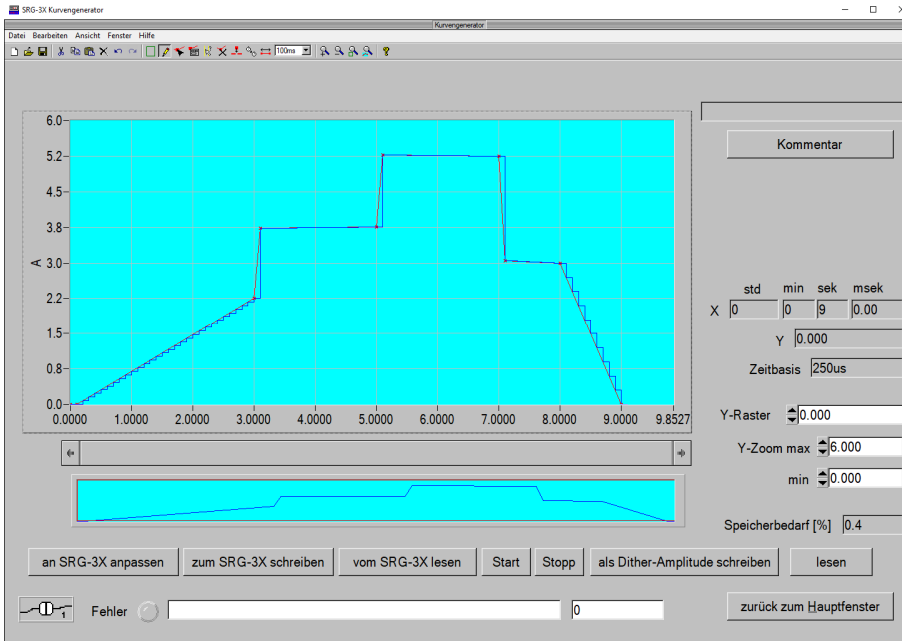 SRG-3X Kurvengenerator
Kurvengenerator
Datei Bearbeiten Ansicht Fenster Hilfe
100ms
Kommentar
6.0
5.2
4.5
3.8
3.0
2.2
1.5
0.8
0.0
A
0.0000 1.0000 2.0000 3.0000 4.0000 5.0000 6.0000 7.0000 8.0000 9.0000 9.8527
std min sek msek
X 0 0 9 0.00
Y 0.000
Zeitbasis 250us
Y-Raster 0.000
Y-Zoom max 6.000
min 0.000
Speicherbedarf [%] 0.4
an SRG-3X anpassen zum SRG-3X schreiben vom SRG-3X lesen Start Stopp als Dither-Amplitude schreiben lesen
1 Fehler 0 zurück zum Hauptfenster